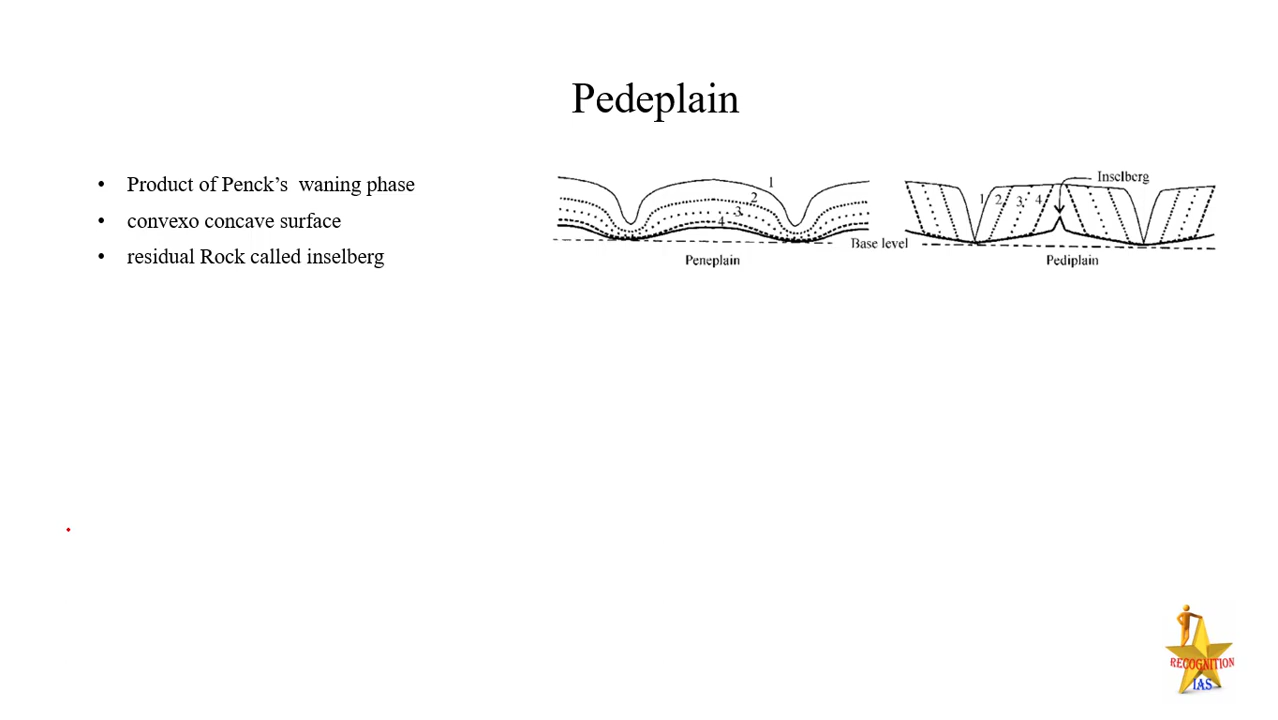 Pedeplain
• Product of Penck’s  waning phase
• convexo concave surface
• residual Rock called inselberg
1
2
3
4
Peneplain
Base level
Inselberg
1 2 3 4
Pediplain
RECOGNITION
IAS